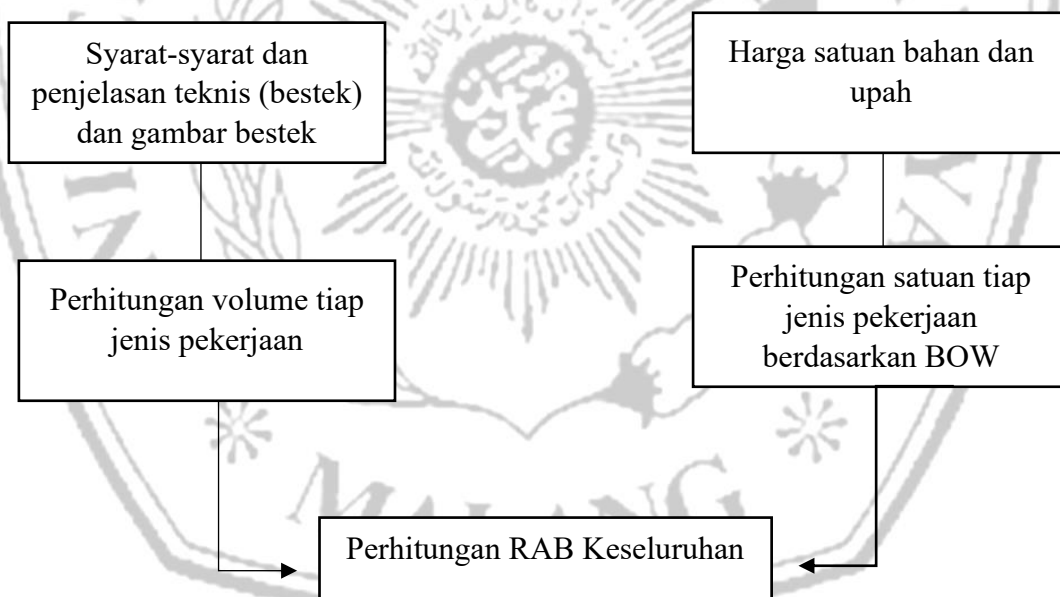 Syarat-syarat dan
penjelasan teknis (bestek)
dan gambar bestek
Harga satuan bahan dan
upah
Perhitungan volume tiap
jenis pekerjaan
Perhitungan satuan tiap
jenis pekerjaan
berdasarkan BOW
MALANG
Perhitungan RAB Keseluruhan